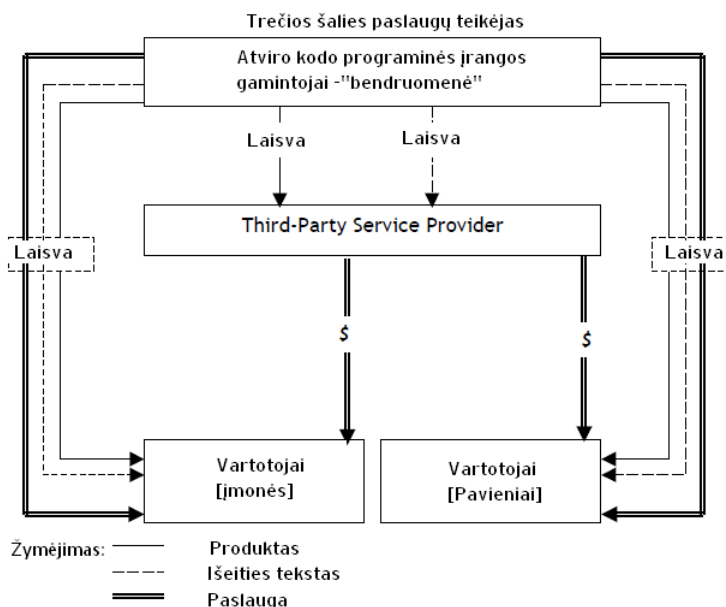 Trečios šalies paslaugų teikėjas
Atviro kodo programinės įrangos
gamintojai -"bendruomenė"
Laisva
Laisva
Third-Party Service Provider
Laisva
Laisva
$
$
Vartotojai
[įmonės]
Vartotojai
[Pavieniai]
Žymėjimas:
Produktas
Išeities tekstas
Paslauga